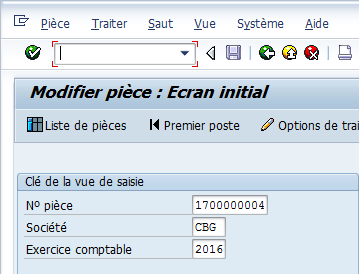 Pièce Traiter Saut Vue Système Aide
Modifier pièce : Ecran initial
Liste de pièces Premier poste Options de trai
Clé de la vue de saisie
Nº pièce 1700000004
Société CBG
Exercice comptable 2016